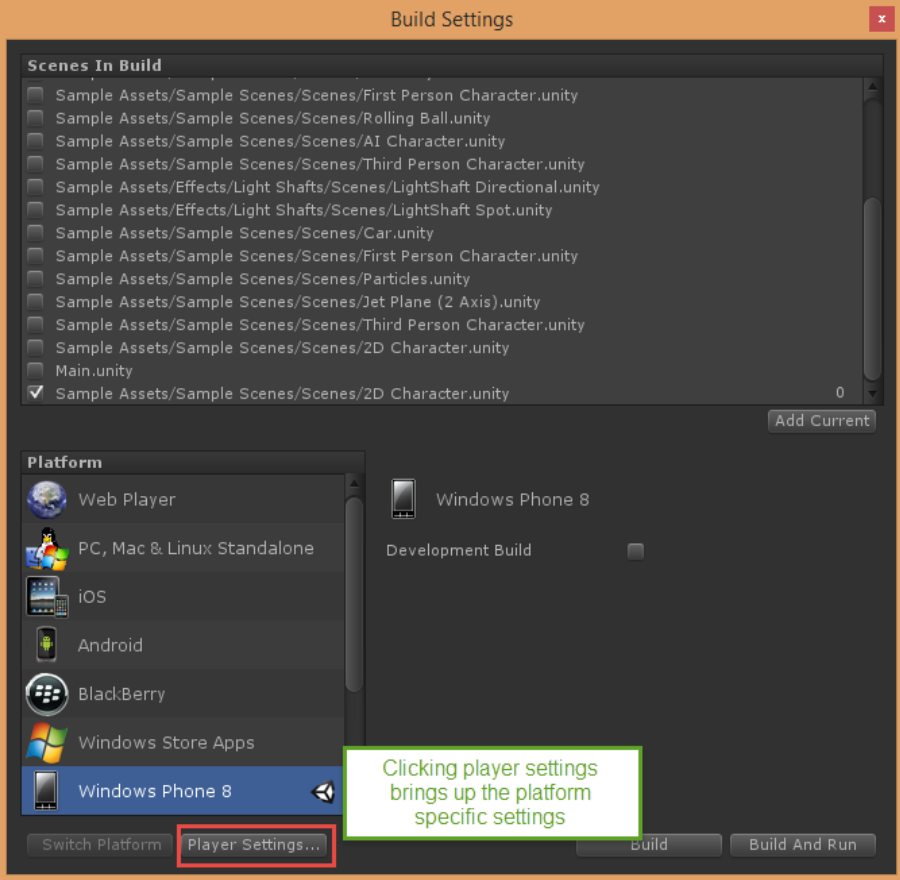 Build Settings
x
Scenes In Build
Sample Assets/Sample Scenes/Scenes/First Person Character.unity
Sample Assets/Sample Scenes/Scenes/Rolling Ball.unity
Sample Assets/Sample Scenes/Scenes/AI Character.unity
Sample Assets/Sample Scenes/Scenes/Third Person Character.unity
Sample Assets/Effects/Light Shafts/Scenes/LightShaft Directional.unity
Sample Assets/Effects/Light Shafts/Scenes/LightShaft Spot.unity
Sample Assets/Sample Scenes/Scenes/Car.unity
Sample Assets/Sample Scenes/Scenes/First Person Character.unity
Sample Assets/Sample Scenes/Scenes/Particles.unity
Sample Assets/Sample Scenes/Scenes/Jet Plane (2 Axis).unity
Sample Assets/Sample Scenes/Scenes/Third Person Character.unity
Sample Assets/Sample Scenes/Scenes/2D Character.unity
Main.unity
Sample Assets/Sample Scenes/Scenes/2D Character.unity 0
Add Current
Platform
Web Player
PC, Mac & Linux Standalone
iOS
Android
BlackBerry
Windows Store Apps
Windows Phone 8
Windows Phone 8
Development Build
Clicking player settings
brings up the platform
specific settings
Switch Platform Player Settings... Build Build And Run